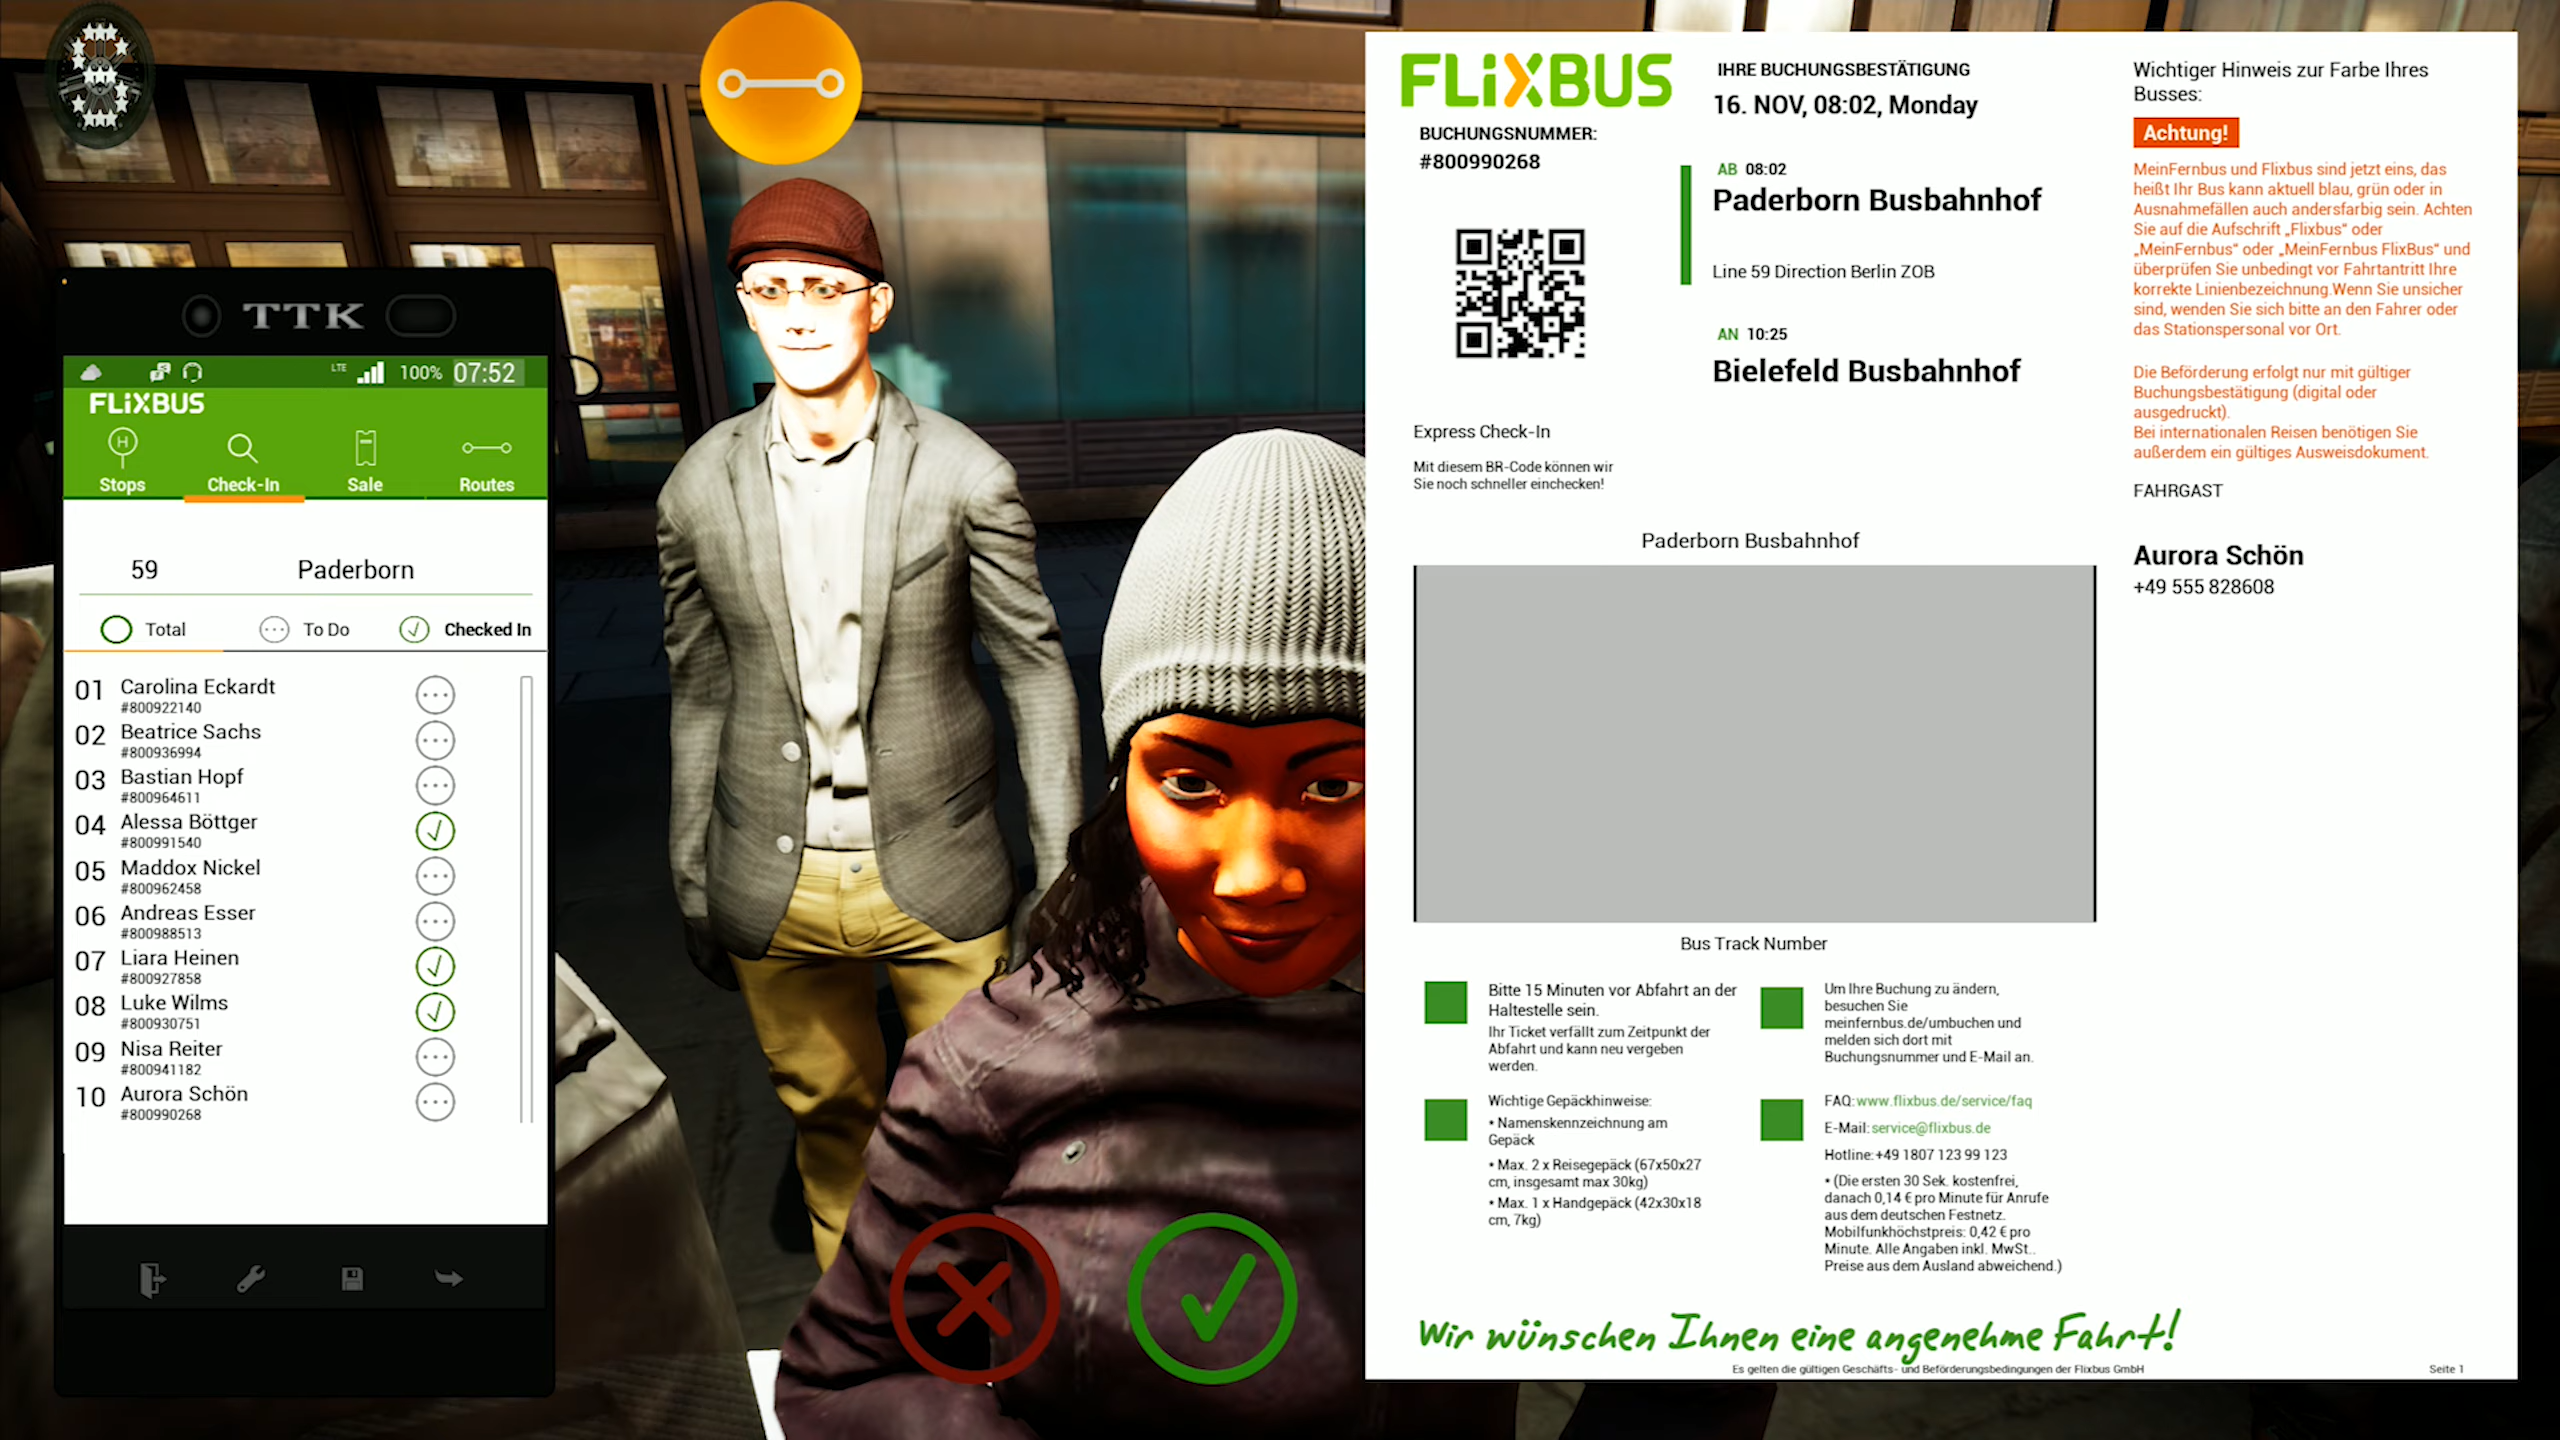 TTK
LTE 100% 07:52
FLiXBUS
H
Stops Check-In Sale Routes
59 Paderborn
Total To Do Checked In
01 Carolina Eckardt
#800922140
02 Beatrice Sachs
#800936994
03 Bastian Hopf
#800964611
04 Alessa Böttger
#800991540
05 Maddox Nickel
#800962458
06 Andreas Esser
#800988513
07 Liara Heinen
#800927858
08 Luke Wilms
#800930751
09 Nisa Reiter
#800941182
10 Aurora Schön
#800990268
FLiXBUS
BUCHUNGSNUMMER:
#800990268
IHRE BUCHUNGSBESTÄTIGUNG
16. NOV, 08:02, Monday
AB 08:02
Paderborn Busbahnhof
Line 59 Direction Berlin ZOB
AN 10:25
Bielefeld Busbahnhof
Express Check-In
Mit diesem BR-Code können wir
Sie noch schneller einchecken!
Paderborn Busbahnhof
Bus Track Number
Bitte 15 Minuten vor Abfahrt an der
Haltestelle sein.
Ihr Ticket verfällt zum Zeitpunkt der
Abfahrt und kann neu vergeben
werden.
Wichtige Gepäckhinweise:
• Namenskennzeichnung am
Gepäck
• Max. 2 x Reisegepäck (67x50x27
cm, insgesamt max 30kg)
• Max. 1 x Handgepäck (42x30x18
cm, 7kg)
Um Ihre Buchung zu ändern,
besuchen Sie
meinfernbus.de/umbuchen und
melden sich dort mit
Buchungsnummer und E-Mail an.
FAQ: www.flixbus.de/service/faq
E-Mail: service@flixbus.de
Hotline: +49 1807 123 99 123
• (Die ersten 30 Sek. kostenfrei,
danach 0,14 € pro Minute für Anrufe
aus dem deutschen Festnetz.
Mobilfunkhöchstpreis: 0,42 € pro
Minute. Alle Angaben inkl. MwSt..
Preise aus dem Ausland abweichend.)
Wichtiger Hinweis zur Farbe Ihres
Busses:
Achtung!
MeinFernbus und Flixbus sind jetzt eins, das
heißt Ihr Bus kann aktuell blau, grün oder in
Ausnahmefällen auch andersfarbig sein. Achten
Sie auf die Aufschrift „Flixbus“ oder
„MeinFernbus“ oder „MeinFernbus FlixBus“ und
überprüfen Sie unbedingt vor Fahrtantritt Ihre
korrekte Linienbezeichnung.Wenn Sie unsicher
sind, wenden Sie sich bitte an den Fahrer oder
das Stationspersonal vor Ort.
Die Beförderung erfolgt nur mit gültiger
Buchungsbestätigung (digital oder
ausgedruckt).
Bei internationalen Reisen benötigen Sie
außerdem ein gültiges Ausweisdokument.
FAHRGAST
Aurora Schön
+49 555 828608
Wir wünschen Ihnen eine angenehme Fahrt!
Es gelten die gültigen Geschäfts- und Beförderungsbedingungen der Flixbus GmbH
Seite 1